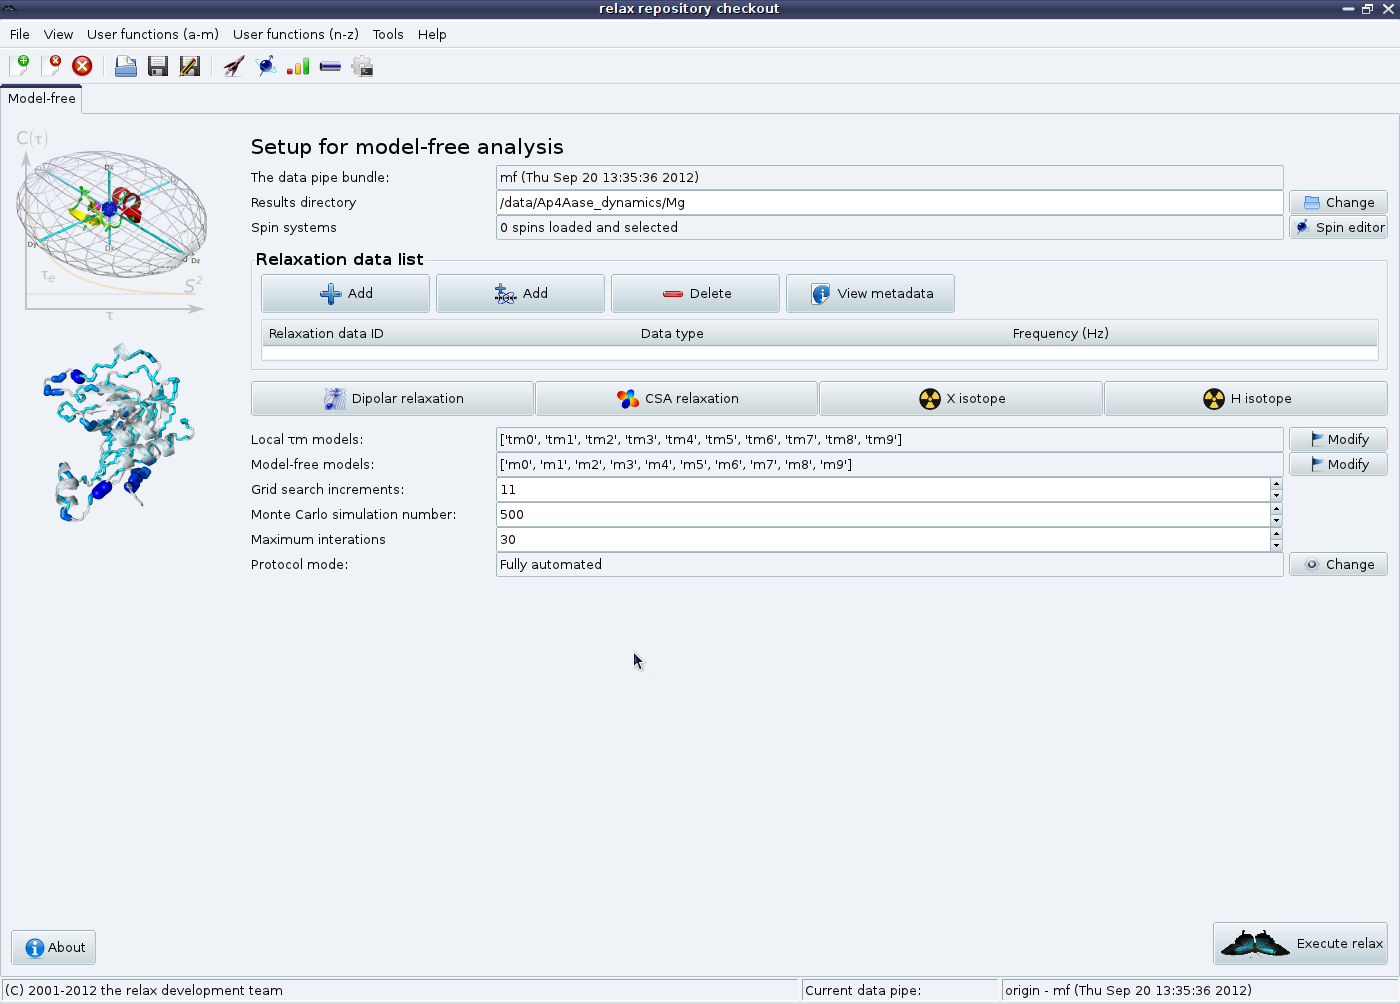 relax repository checkout
File View User functions (a-m) User functions (n-z) Tools Help
Model-free
C(τ)
Dx
Dy
Dx
Dz
τe
S²
τ
Setup for model-free analysis
The data pipe bundle: mf (Thu Sep 20 13:35:36 2012)
Results directory /data/Ap4Aase_dynamics/Mg Change
Spin systems 0 spins loaded and selected Spin editor
Relaxation data list
Add Add Delete View metadata
Relaxation data ID Data type Frequency (Hz)
Dipolar relaxation CSA relaxation X isotope H isotope
Local τm models: ['tm0', 'tm1', 'tm2', 'tm3', 'tm4', 'tm5', 'tm6', 'tm7', 'tm8', 'tm9'] Modify
Model-free models: ['m0', 'm1', 'm2', 'm3', 'm4', 'm5', 'm6', 'm7', 'm8', 'm9'] Modify
Grid search increments: 11
Monte Carlo simulation number: 500
Maximum interations 30
Protocol mode: Fully automated Change
About
Execute relax
(C) 2001-2012 the relax development team Current data pipe: origin - mf (Thu Sep 20 13:35:36 2012)